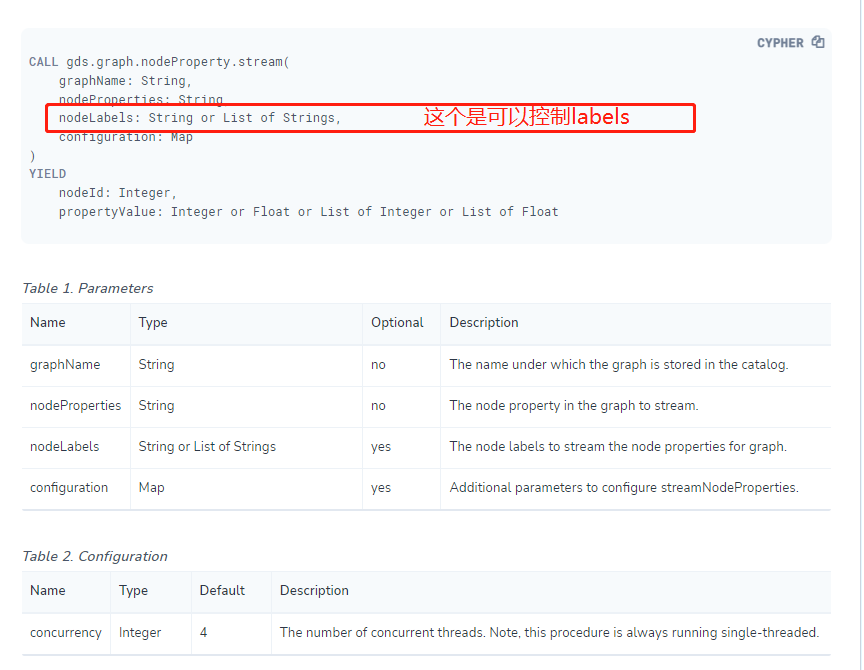 CYPHER
CALL gds.graph.nodeProperty.stream(
graphName: String,
nodeProperties: String
nodeLabels: String or List of Strings, 这个是可以控制labels
configuration: Map
)
YIELD
nodeId: Integer,
propertyValue: Integer or Float or List of Integer or List of Float
Table 1. Parameters
Name Type Optional Description
graphName String no The name under which the graph is stored in the catalog.
nodeProperties String no The node property in the graph to stream.
nodeLabels String or List of Strings yes The node labels to stream the node properties for graph.
configuration Map yes Additional parameters to configure streamNodeProperties.
Table 2. Configuration
Name Type Default Description
concurrency Integer 4 The number of concurrent threads. Note, this procedure is always running single-threaded.